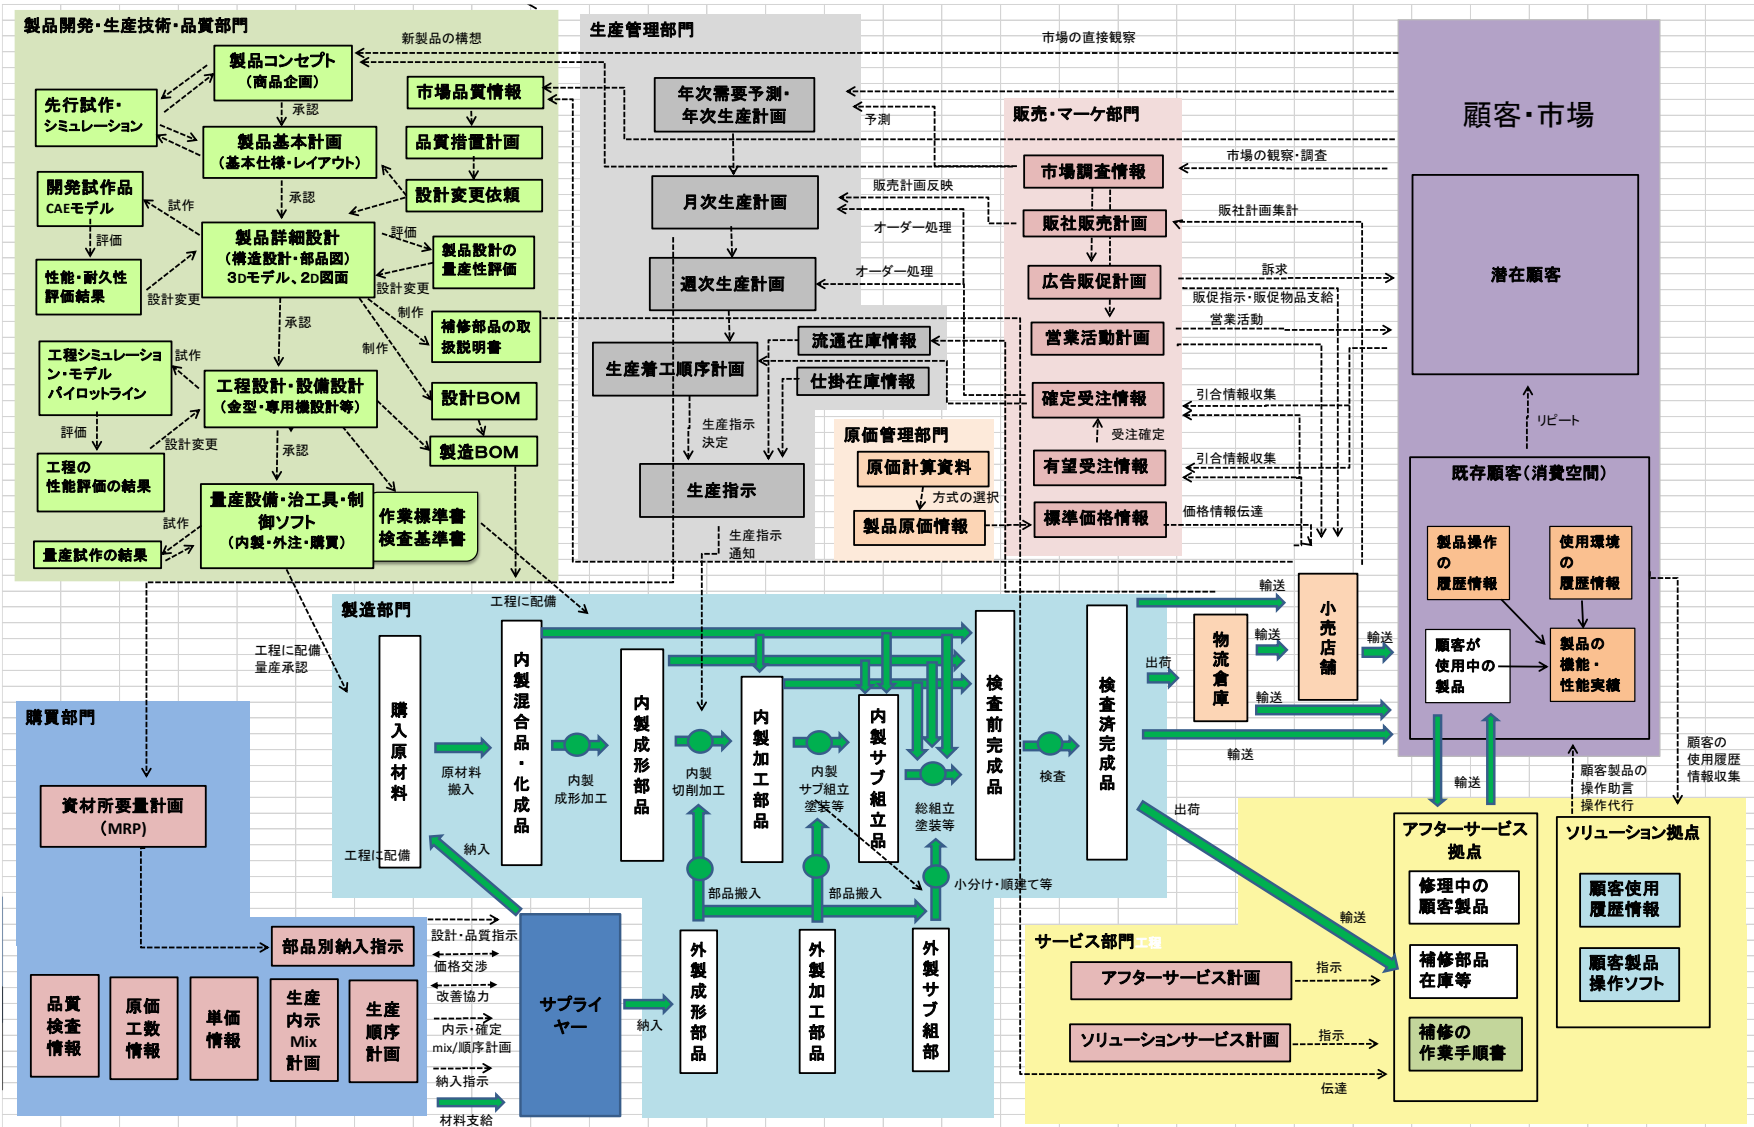 製品開発・生産技術・品質部門
新製品の構想
製品コンセプト
（商品企画）
先行試作・
シミュレーション
承認
製品基本計画
（基本仕様・レイアウト）
市場品質情報
品質措置計画
設計変更依頼
開発試作品
CAEモデル
試作
承認
評価
製品詳細設計
（構造設計・部品図）
3Dモデル、2D図面
評価
製品設計の
量産性評価
設計変更
性能・耐久性
評価結果
設計変更
承認
制作
制作
補修部品の取
扱説明書
工程シミュレーショ
ン・モデル
パイロットライン
試作
工程設計・設備設計
（金型・専用機設計等）
設計BOM
製造BOM
評価
設計変更
承認
工程の
性能評価の結果
量産設備・治工具・制
御ソフト
（内製・外注・購買）
作業標準書
検査基準書
試作
量産試作の結果
生産管理部門
年次需要予測・
年次生産計画
予測
月次生産計画
販売計画反映
オーダー処理
週次生産計画
オーダー処理
流通在庫情報
生産着工順序計画
仕掛在庫情報
生産指示
決定
生産指示
生産指示
通知
原価管理部門
原価計算資料
方式の選択
製品原価情報
販売・マーケ部門
市場調査情報
販社販売計画
広告販促計画
営業活動計画
確定受注情報
受注確定
有望受注情報
標準価格情報
市場の直接観察
市場の観察・調査
販社計画集計
訴求
販促指示・販促物品支給
営業活動
引合情報収集
引合情報収集
価格情報伝達
顧客・市場
潜在顧客
リピート
既存顧客（消費空間）
製品操作
の
履歴情報
使用環境
の
履歴情報
顧客が
使用中の
製品
製品の
機能・
性能実績
製造部門
工程に配備
工程に配備
量産承認
購入原材料
原材料
搬入
内製混合品・化成品
内製
成形加工
内製成形部品
内製
切削加工
内製加工部品
内製
サブ組立
塗装等
内製サブ組立品
総組立
塗装等
検査前完成品
検査
検査済完成品
出荷
物流倉庫
輸送
輸送
小売店舗
輸送
輸送
輸送
出荷
輸送
輸送
輸送
顧客製品の
操作助言
操作代行
顧客の
使用履歴
情報収集
工程に配備
納入
部品搬入
部品搬入
小分け・順建て等
外製成形部品
外製加工部品
外製サブ組部
購買部門
資材所要量計画
（MRP)
部品別納入指示
品質
検査
情報
原価
工数
情報
単価
情報
生産
内示
Mix
計画
生産
順序
計画
設計・品質指示
価格交渉
改善協力
内示・確定
mix/順序計画
納入指示
材料支給
サプライ
ヤー
納入
サービス部門工程
アフターサービス計画
指示
ソリューションサービス計画
指示
伝達
アフターサービス
拠点
修理中の
顧客製品
補修部品
在庫等
補修の
作業手順書
ソリューション拠点
顧客使用
履歴情報
顧客製品
操作ソフト